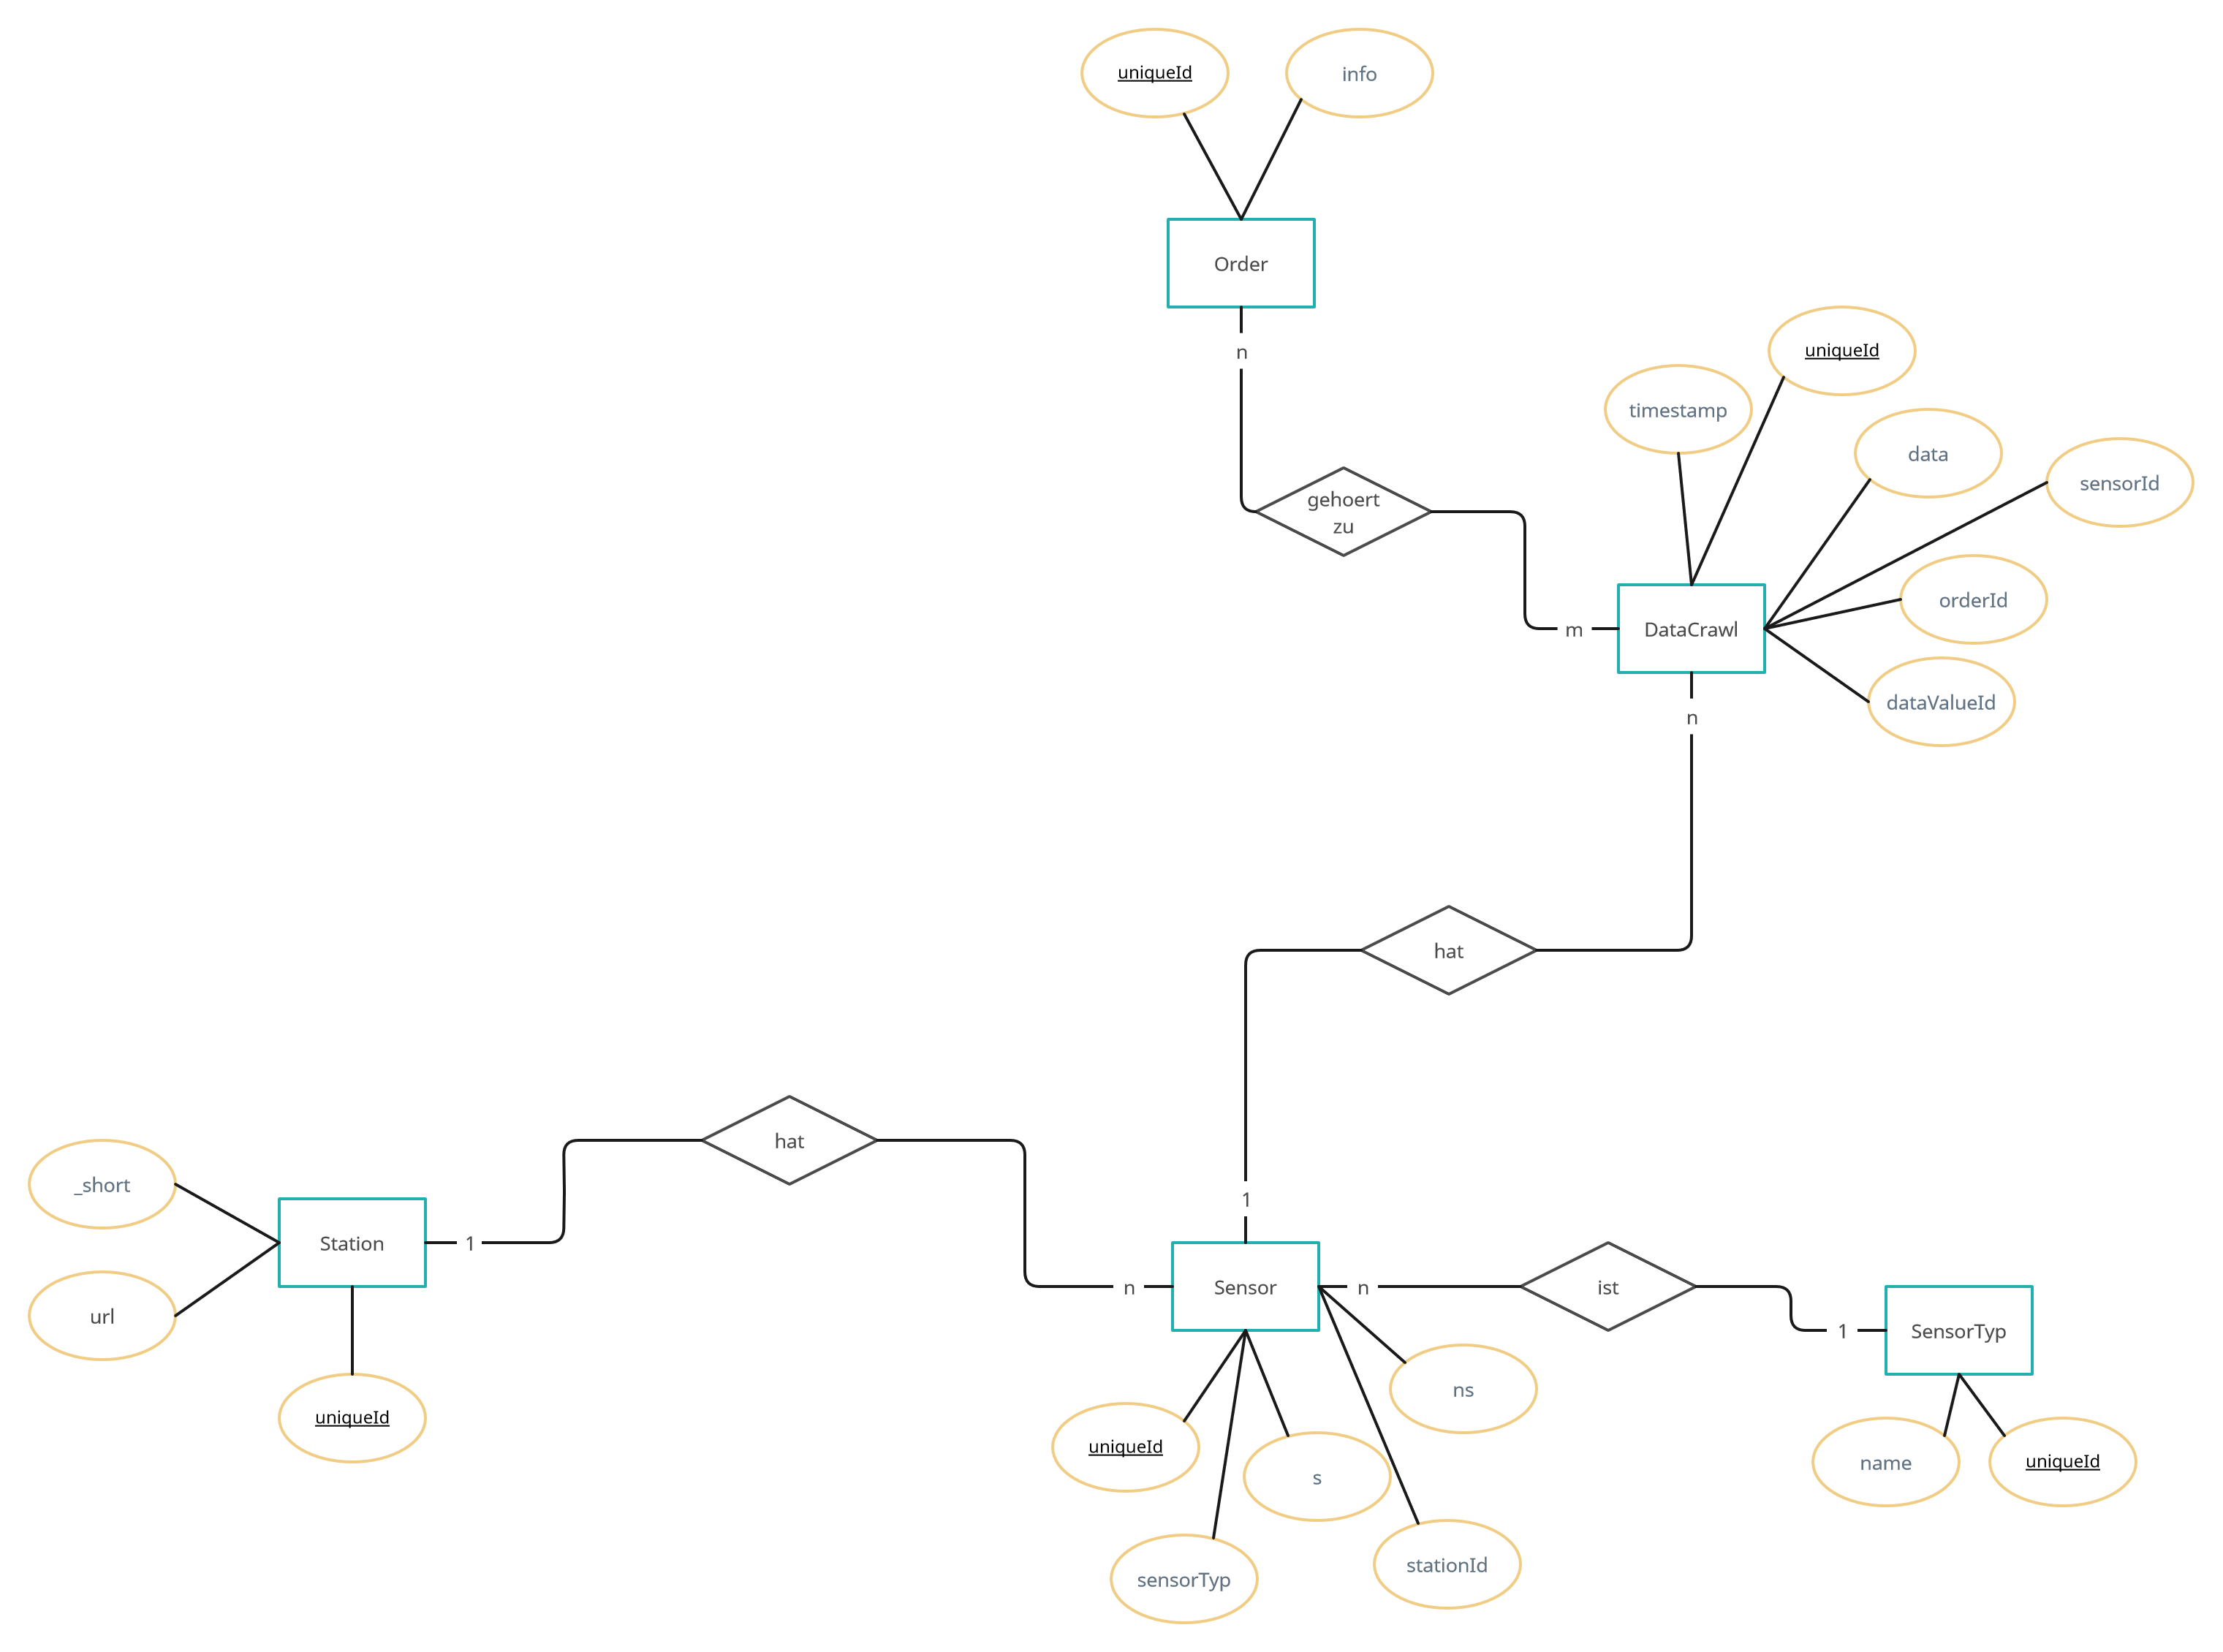 uniqueId
info
Order
n
uniqueId
timestamp
data
sensorId
gehoert
zu
orderId
m
DataCrawl
dataValueId
n
hat
hat
_short
1
Station
1
url
uniqueId
n
Sensor
n
ist
1
SensorTyp
ns
uniqueId
s
name
uniqueId
stationId
sensorTyp